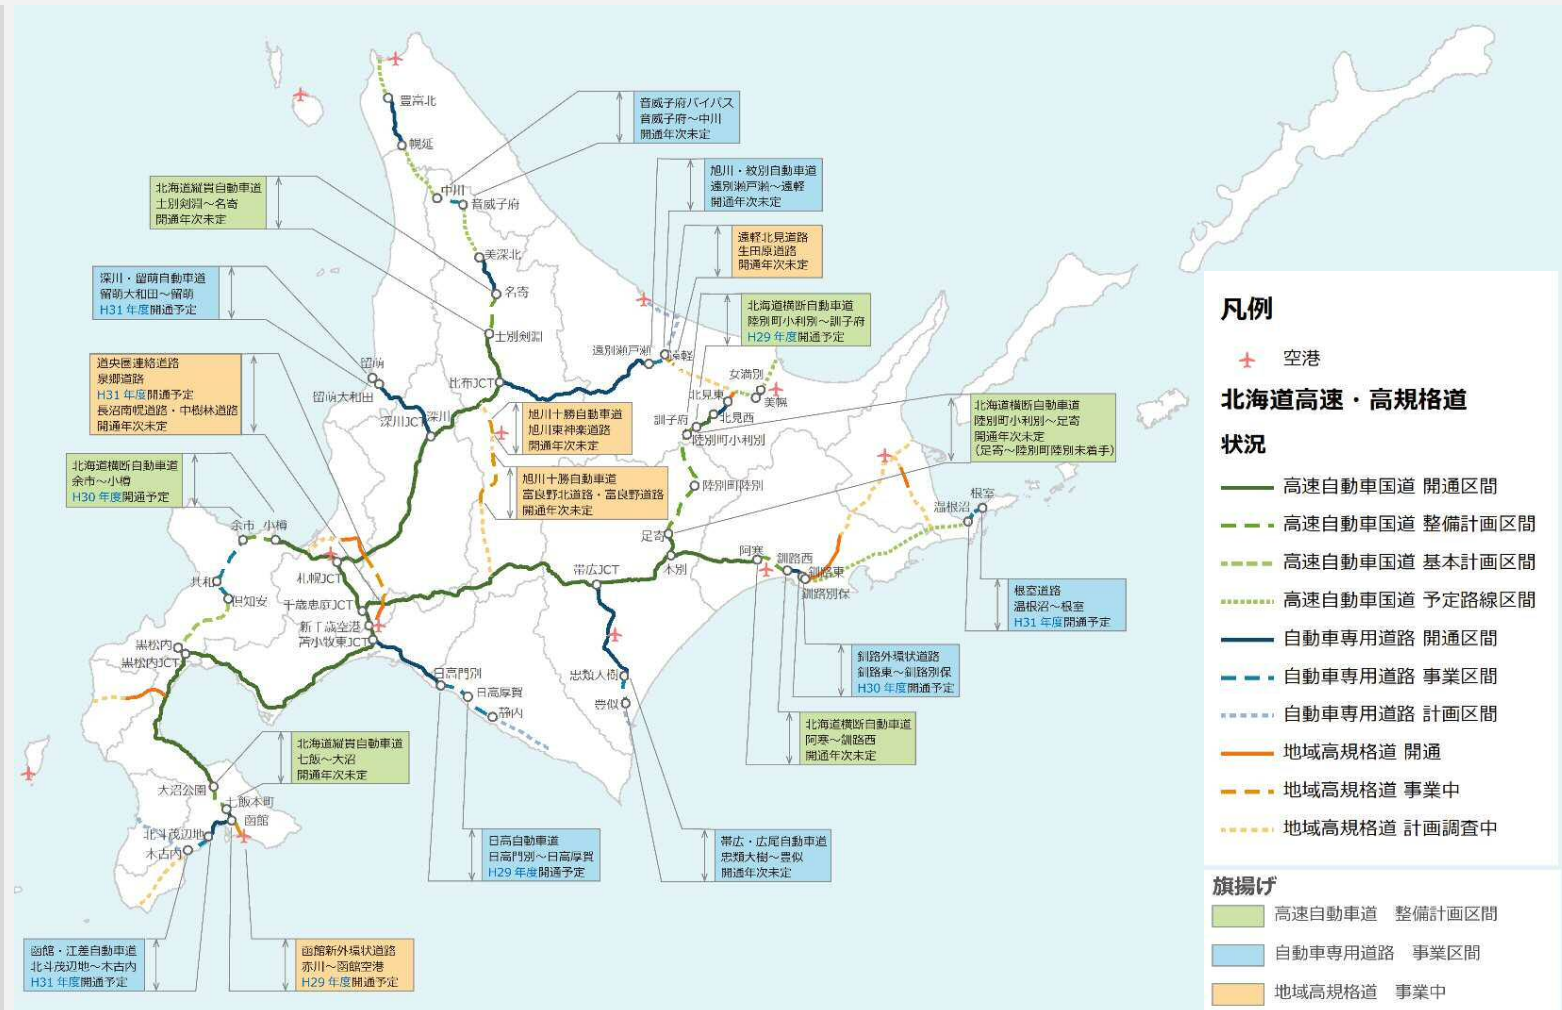 豊富北
幌延
中川
音威子府
美深北
名寄
士別剣淵
比布JCT
深川
深川JCT
留萌
留萌大和田
遠別瀬戸瀬
遠軽
女満別
美幌
北見東
北見西
訓子府
陸別町小利別
陸別町陸別
足寄
本別
帯広JCT
阿寒
釧路西
釧路東
釧路別保
温根沼
根室
余市
小樽
共和
倶知安
札幌JCT
千歳恵庭JCT
新千歳空港
苫小牧東JCT
黒松内
黒松内JCT
日高門別
日高厚賀
静内
忠類大樹
豊似
大沼公園
七飯本町
函館
北斗茂辺地
木古内
音威子府バイパス
音威子府～中川
開通年次未定
旭川・紋別自動車道
遠別瀬戸瀬～遠軽
開通年次未定
遠軽北見道路
生田原道路
開通年次未定
北海道横断自動車道
陸別町小利別～訓子府
H29 年度開通予定
北海道縦貫自動車道
士別剣淵～名寄
開通年次未定
深川・留萌自動車道
留萌大和田～留萌
H31 年度開通予定
道央圏連絡道路
泉郷道路
H31 年度開通予定
長沼南幌道路・中樹林道路
開通年次未定
北海道横断自動車道
余市～小樽
H30 年度開通予定
旭川十勝自動車道
旭川東神楽道路
開通年次未定
旭川十勝自動車道
富良野北道路・富良野道路
開通年次未定
北海道横断自動車道
陸別町小利別～足寄
開通年次未定
(足寄～陸別町陸別未着手)
根室道路
温根沼～根室
H31 年度開通予定
釧路外環状道路
釧路東～釧路別保
H30 年度開通予定
北海道横断自動車道
阿寒～釧路西
開通年次未定
北海道縦貫自動車道
七飯～大沼
開通年次未定
日高自動車道
日高門別～日高厚賀
H29 年度開通予定
帯広・広尾自動車道
忠類大樹～豊似
開通年次未定
函館・江差自動車道
北斗茂辺地～木古内
H31 年度開通予定
函館新外環状道路
赤川～函館空港
H29 年度開通予定
凡例
空港
北海道高速・高規格道
状況
高速自動車国道 開通区間
高速自動車国道 整備計画区間
高速自動車国道 基本計画区間
高速自動車国道 予定路線区間
自動車専用道路 開通区間
自動車専用道路 事業区間
自動車専用道路 計画区間
地域高規格道 開通
地域高規格道 事業中
地域高規格道 計画調査中
旗揚げ
高速自動車道 整備計画区間
自動車専用道路 事業区間
地域高規格道 事業中